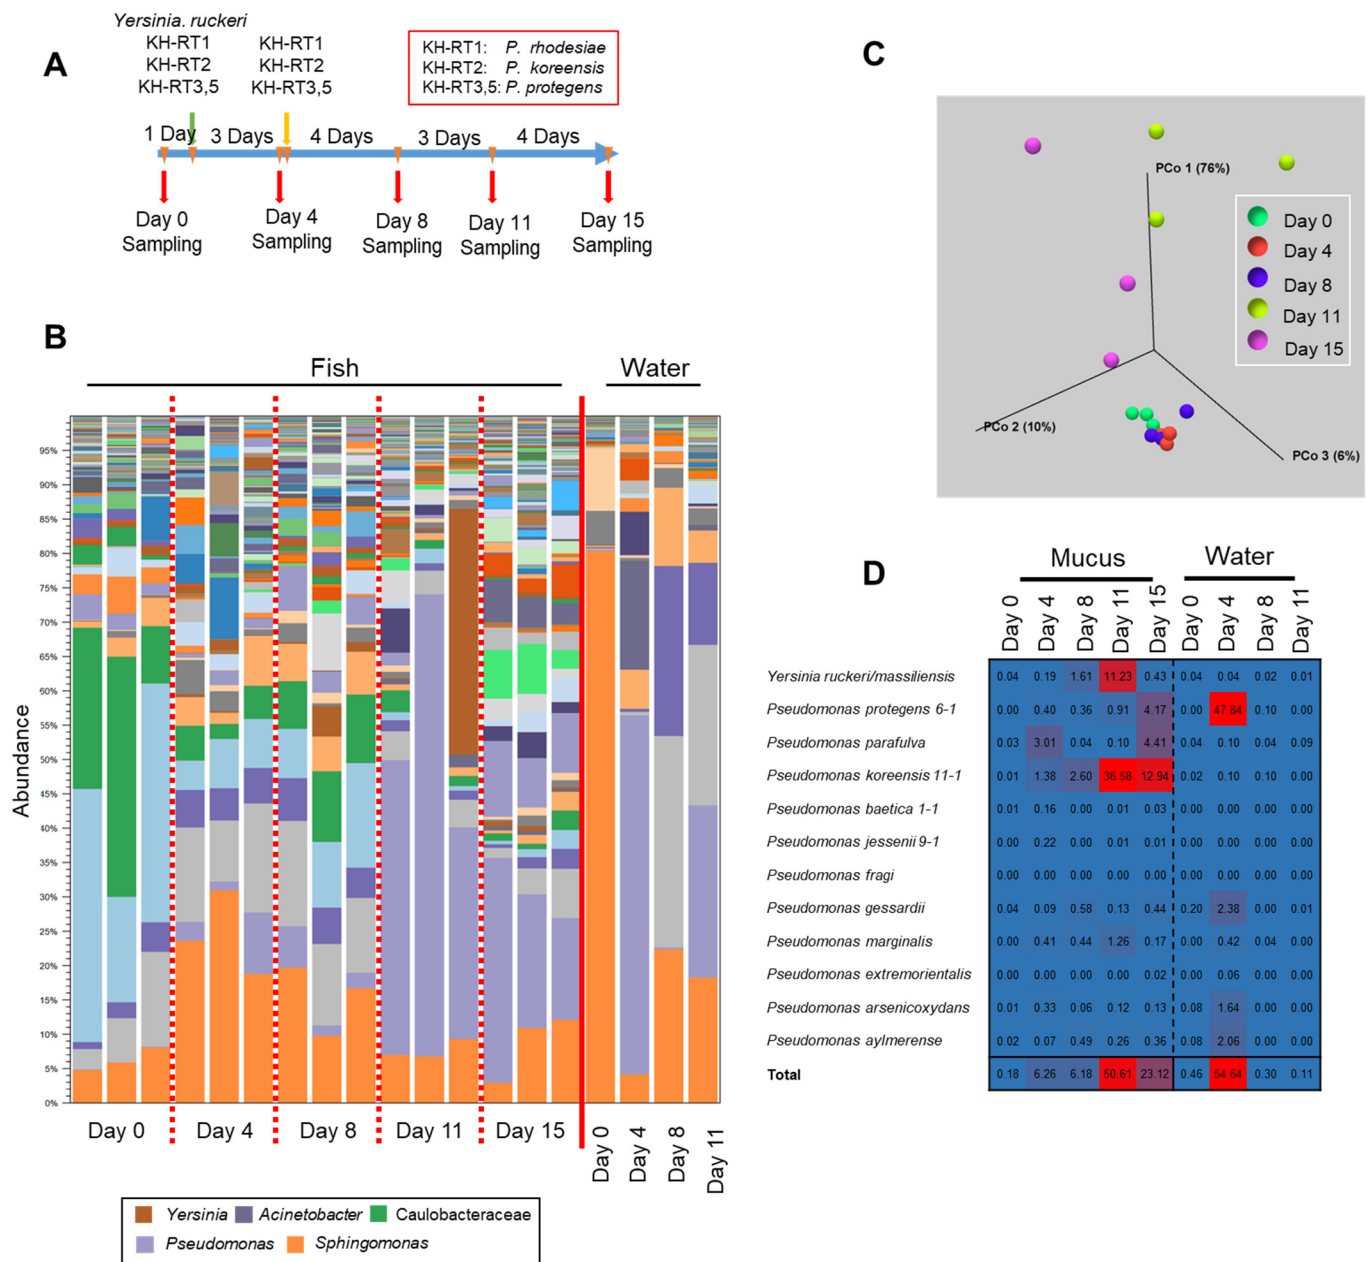 A
Yersinia. ruckeri
KH-RT1
KH-RT2
KH-RT3,5
KH-RT1
KH-RT2
KH-RT3,5
KH-RT1: P. rhodesiae
KH-RT2: P. koreensis
KH-RT3,5: P. protegens
1 Day
3 Days
4 Days
3 Days
4 Days
Day 0
Sampling
Day 4
Sampling
Day 8
Sampling
Day 11
Sampling
Day 15
Sampling
B
Fish
Water
Abundance
95%
90%
85%
80%
75%
70%
65%
60%
55%
50%
45%
40%
35%
30%
25%
20%
15%
10%
5%
0%
Day 0
Day 4
Day 8
Day 11
Day 15
Day 0
Day 4
Day 8
Day 11
Yersinia
Acinetobacter
Caulobacteraceae
Pseudomonas
Sphingomonas
C
PCo 1 (76%)
PCo 2 (10%)
PCo 3 (6%)
Day 0
Day 4
Day 8
Day 11
Day 15
D
Mucus
Water
Day 0 Day 4 Day 8 Day 11 Day 15 Day 0 Day 4 Day 8 Day 11
Yersinia ruckeri/massiliensis 0.04 0.19 1.61 11.23 0.43 0.04 0.04 0.02 0.01
Pseudomonas protegens 6-1 0.00 0.40 0.36 0.91 4.17 0.00 47.84 0.10 0.00
Pseudomonas parafulva 0.03 3.01 0.04 0.10 4.41 0.04 0.10 0.04 0.09
Pseudomonas koreensis 11-1 0.01 1.38 2.60 36.58 12.94 0.02 0.10 0.10 0.00
Pseudomonas baetica 1-1 0.01 0.16 0.00 0.01 0.03 0.00 0.00 0.00 0.00
Pseudomonas jessenii 9-1 0.00 0.22 0.00 0.01 0.01 0.00 0.00 0.00 0.00
Pseudomonas fragi 0.00 0.00 0.00 0.00 0.00 0.00 0.00 0.00 0.00
Pseudomonas gessardii 0.04 0.09 0.58 0.13 0.44 0.20 2.38 0.00 0.01
Pseudomonas marginalis 0.00 0.41 0.44 1.26 0.17 0.00 0.42 0.04 0.00
Pseudomonas extremorientalis 0.00 0.00 0.00 0.00 0.02 0.00 0.06 0.00 0.00
Pseudomonas arsenicoxydans 0.01 0.33 0.06 0.12 0.13 0.08 1.64 0.00 0.00
Pseudomonas aylmerense 0.02 0.07 0.49 0.26 0.36 0.08 2.06 0.00 0.00
Total 0.18 6.26 6.18 50.61 23.12 0.46 54.64 0.30 0.11